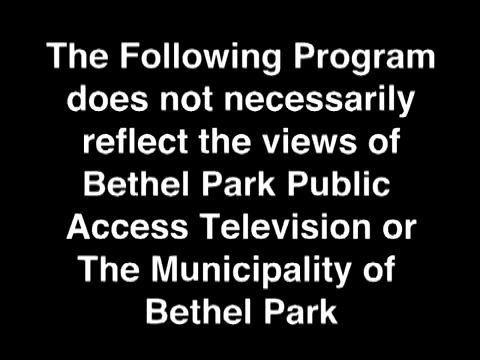 The Following Program
does not necessarily
reflect the views of
Bethel Park Public
Access Television or
The Municipality of
Bethel Park